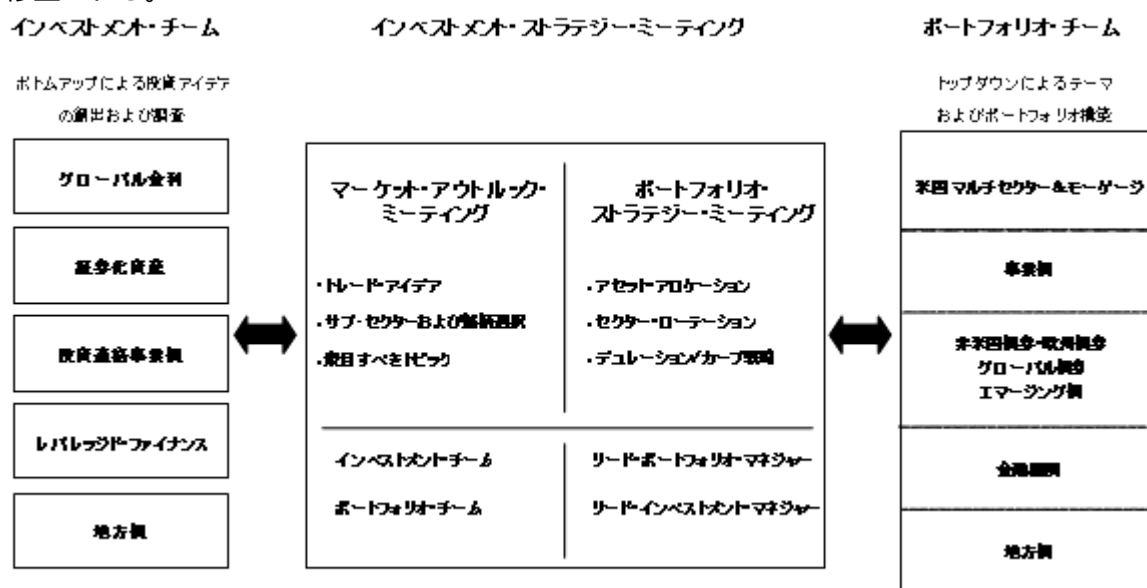 インベストメント・チーム
インベストメント・ストラテジー・ミーティング
ポートフォリオ・チーム
ボトムアップによる投資アイデア
の創出および調査
トップダウンによるテーマ
およびポートフォリオ構築
グローバル金利
証券化資産
投資適格事業債
レバレッジド・ファイナンス
地方債
マーケット・アウトルック・
ミーティング
・トレード・アイデア
・サブ・セクターおよび銘柄選択
・注目すべきトピック
インベストメント・チーム
ポートフォリオ・チーム
ポートフォリオ・
ストラテジー・ミーティング
・アセット・アロケーション
・セクター・ローテーション
・デュレーション/カーブ戦略
リード・ポートフォリオ・マネジャー
リード・インベストメント・マネジャー
米国マルチセクター&モーゲージ
事業債
非米国債券・欧州債券
グローバル債券
エマージング債
金融機関
地方債